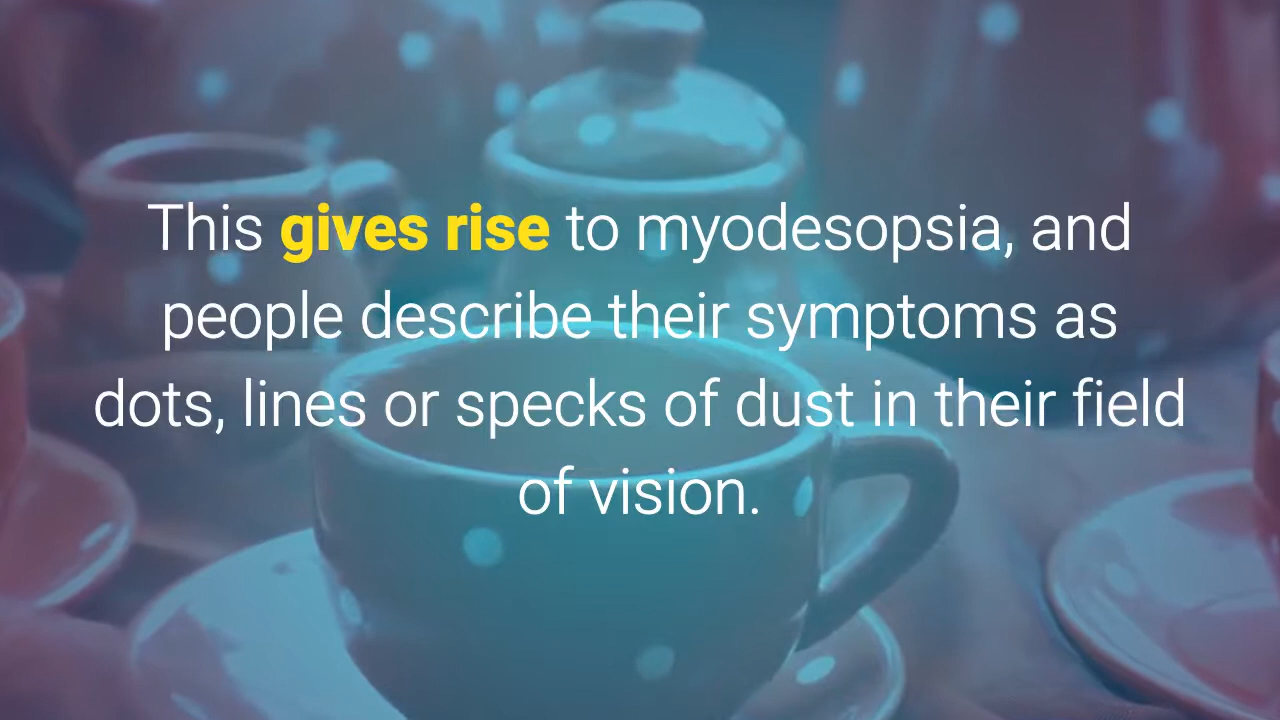 This gives rise to myodesopsia, and
people describe their symptoms as
dots, lines or specks of dust in their field
of vision.